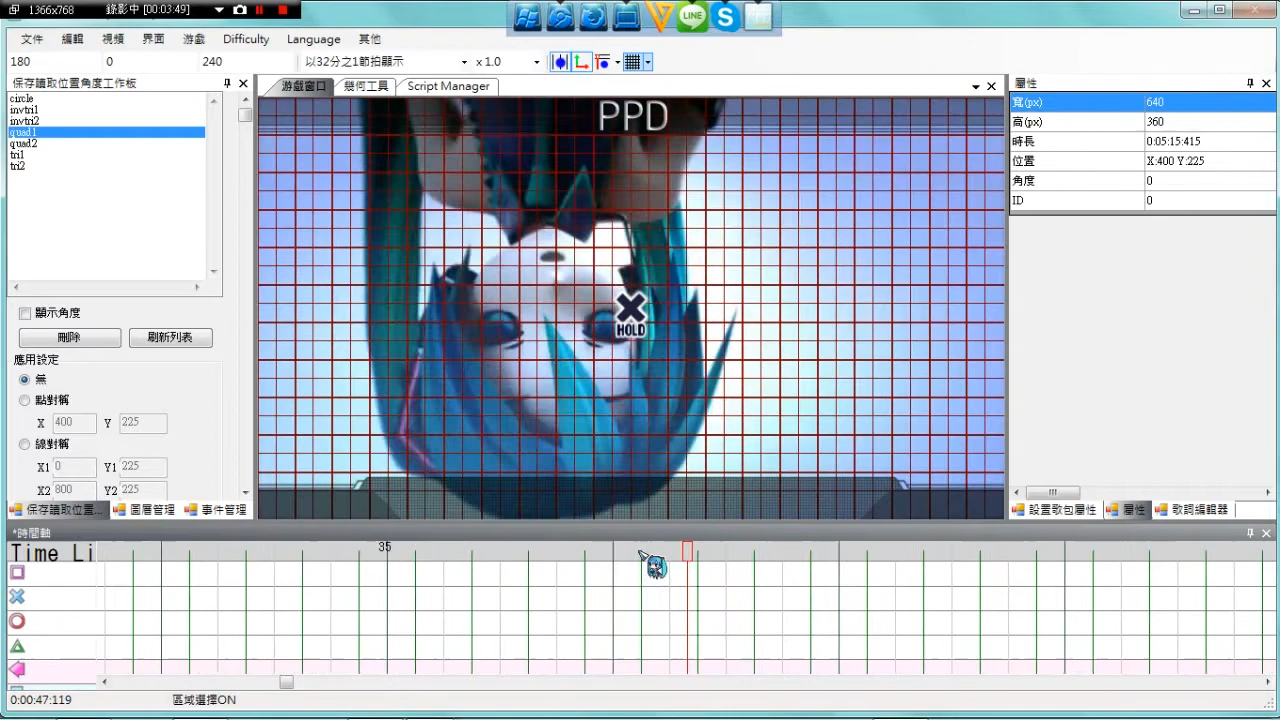 1366x768 錄影中 [00:03:49]
LINE
文件 編輯 視頻 界面 遊戲 Difficulty Language 其他
180 0 240 以32分之1節拍顯示 x 1.0
保存讀取位置角度工作板
circle
invtri1
invtri2
quad1
quad2
tri1
tri2
顯示角度
刪除 刷新列表
應用設定
無
點對稱
X 400 Y 225
線對稱
X1 0 Y1 225
X2 800 Y2 225
保存讀取位置... 圖層管理 事件管理
遊戲窗口 幾何工具 Script Manager
PPD
HOLD
屬性
寬(px) 640
高(px) 360
時長 0:05:15:415
位置 X:400 Y:225
角度 0
ID 0
設置歌包屬性 屬性 歌詞編輯器
*時間軸
Time Li 35
0:00:47:119 區域選擇ON